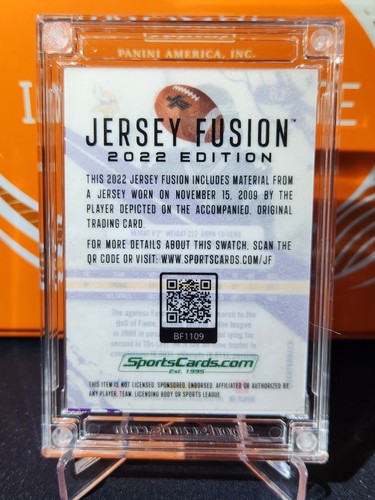 PANINI AMERICA, INC.
JERSEY FUSION™
2022 EDITION
THIS 2022 JERSEY FUSION INCLUDES MATERIAL FROM
A JERSEY WORN ON NOVEMBER 15, 2009 BY THE
PLAYER DEPICTED ON THE ACCOMPANIED, ORIGINAL
TRADING CARD.
FOR MORE DETAILS ABOUT THIS SWATCH, SCAN THE
QR CODE OR VISIT: WWW.SPORTSCARDS.COM/JF
BF1109
SportsCards.com
Est. 1995
THIS ITEM IS NOT LICENSED, SPONSORED, ENDORSED, AFFILIATED OR AUTHORIZED BY
ANY PLAYER, TEAM, LICENSING BODY OR SPORTS LEAGUE.